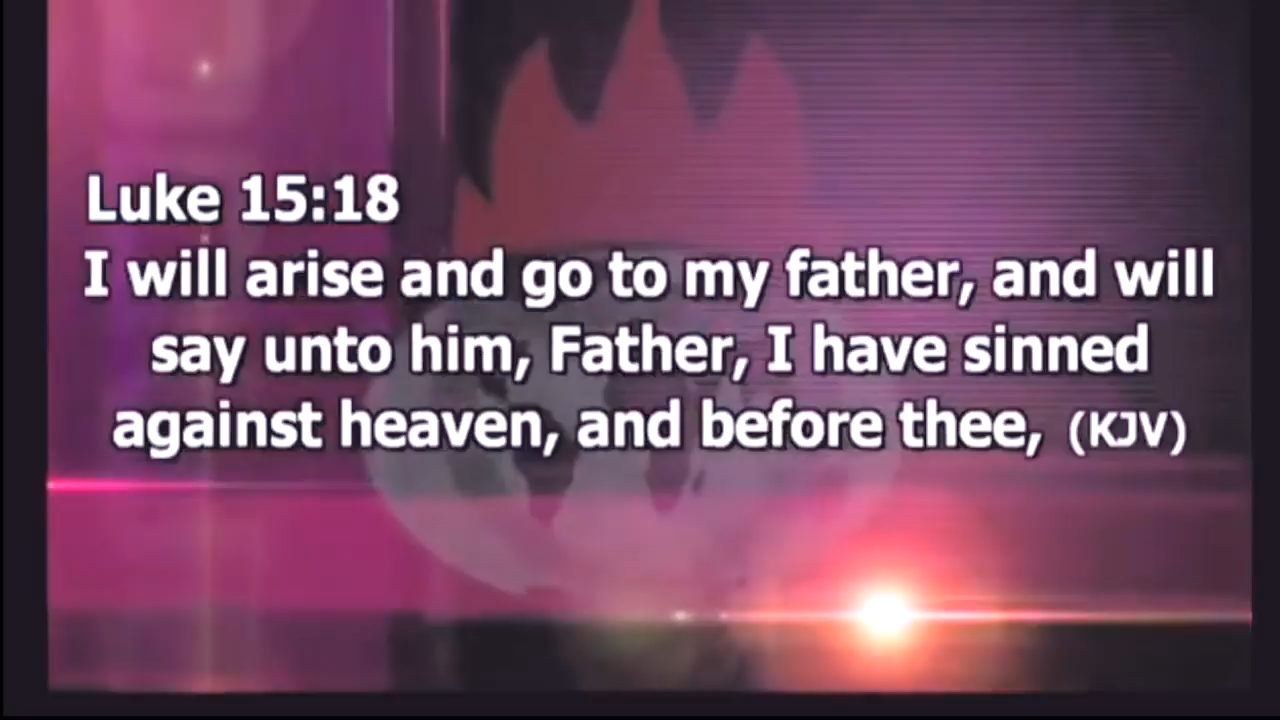 Luke 15:18
I will arise and go to my father, and will
say unto him, Father, I have sinned
against heaven, and before thee, (KJV)